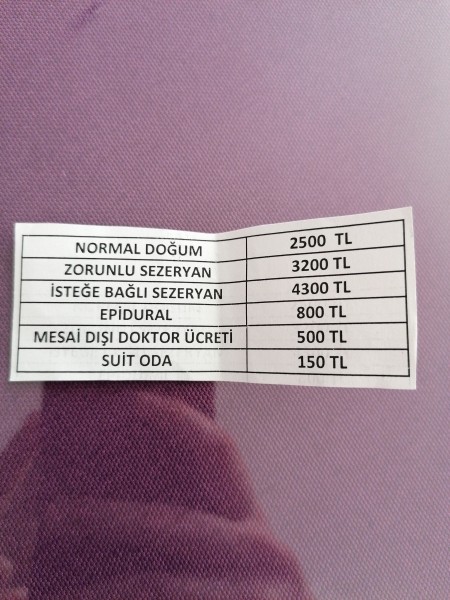 NORMAL DOĞUM 2500 TL
ZORUNLU SEZERYAN 3200 TL
İSTEĞE BAĞLI SEZERYAN 4300 TL
EPİDURAL 800 TL
MESAİ DIŞI DOKTOR ÜCRETİ 500 TL
SUİT ODA 150 TL